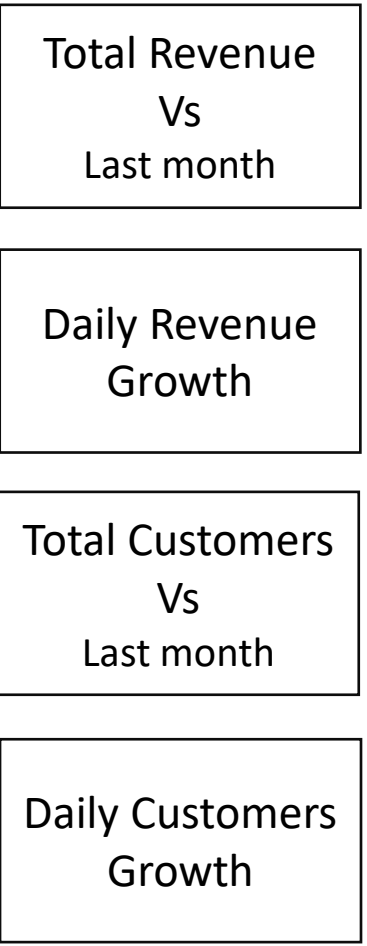 Total Revenue
Vs
Last month
Daily Revenue
Growth
Total Customers
Vs
Last month
Daily Customers
Growth